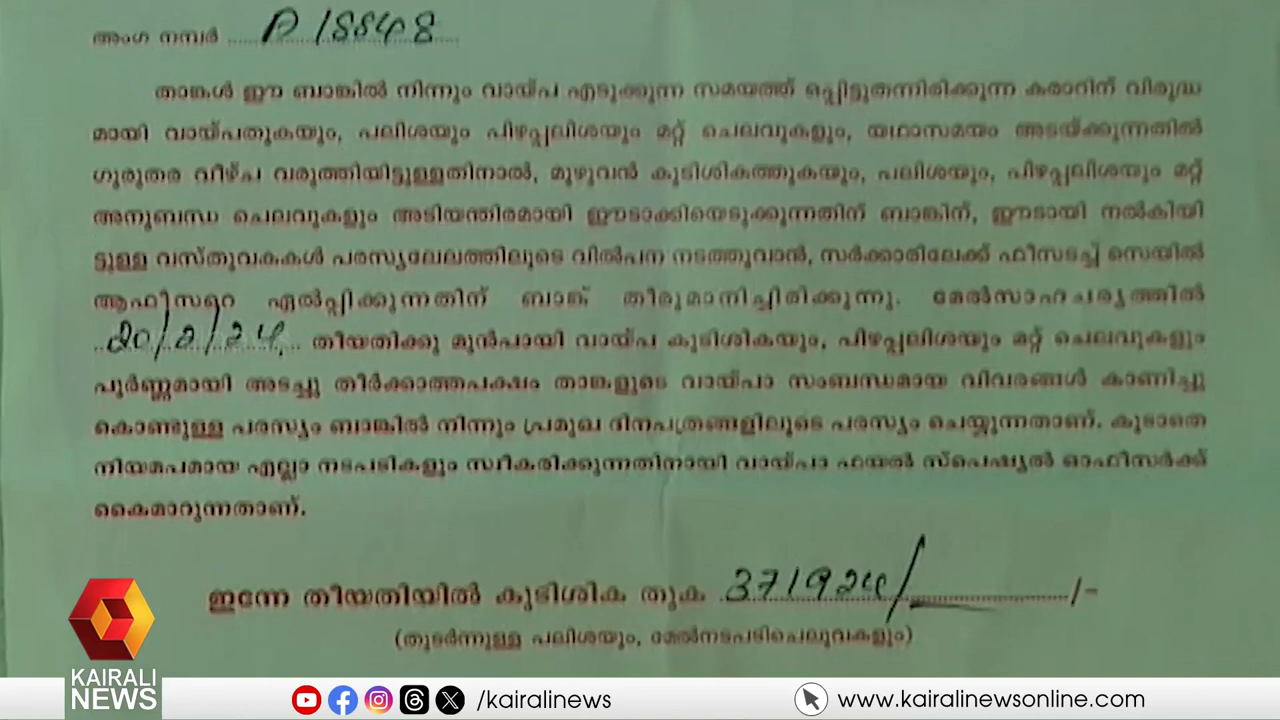 അംഗ നമ്പർ ........ P 18848
താങ്കൾ ഈ ബാങ്കിൽ നിന്നും വായ്പ എടുക്കുന്ന സമയത്ത് ഒപ്പിട്ടുതന്നിരിക്കുന്ന കരാറിന് വിരുദ്ധ
മായി വായ്പതുകയും, പലിശയും പിഴപ്പലിശയും മറ്റ് ചെലവുകളും, യഥാസമയം അടയ്ക്കുന്നതിൽ
ഗുരുതര വീഴ്ച വരുത്തിയിട്ടുള്ളതിനാൽ, മുഴുവൻ കുടിശികത്തുകയും, പലിശയും, പിഴപ്പലിശയും മറ്റ്
അനുബന്ധ ചെലവുകളും അടിയന്തിരമായി ഈടാക്കിയെടുക്കുന്നതിന് ബാങ്കിന്, ഈടായി നൽകിയി
ട്ടുള്ള വസ്തുവകകൾ പരസ്യലേലത്തിലൂടെ വിൽപന നടത്തുവാൻ, സർക്കാരിലേക്ക് ഫീസടച്ച് സെയിൽ
ആഫീസറെ ഏൽപ്പിക്കുന്നതിന് ബാങ്ക് തീരുമാനിച്ചിരിക്കുന്നു. മേൽസാഹചര്യത്തിൽ
20/2/24 തീയതിക്കു മുൻപായി വായ്പ കുടിശികയും, പിഴപ്പലിശയും മറ്റ് ചെലവുകളും
പൂർണ്ണമായി അടച്ചു തീർക്കാത്തപക്ഷം താങ്കളുടെ വായ്പാ സംബന്ധമായ വിവരങ്ങൾ കാണിച്ചു
കൊണ്ടുള്ള പരസ്യം ബാങ്കിൽ നിന്നും പ്രമുഖ ദിനപത്രങ്ങളിലൂടെ പരസ്യം ചെയ്യുന്നതാണ്. കൂടാതെ
നിയമപമായ എല്ലാ നടപടികളും സ്വീകരിക്കുന്നതിനായി വായ്പാ ഫയൽ സ്പെഷ്യൽ ഓഫീസർക്ക്
കൈമാറുന്നതാണ്.
ഇന്നേ തീയതിയിൽ കുടിശിക തുക 371924/ ........ /-
(തുടർന്നുള്ള പലിശയും, മേൽനടപടിചെലുവകളും)
KAIRALI
NEWS
/kairalinews
www.kairalinewsonline.com